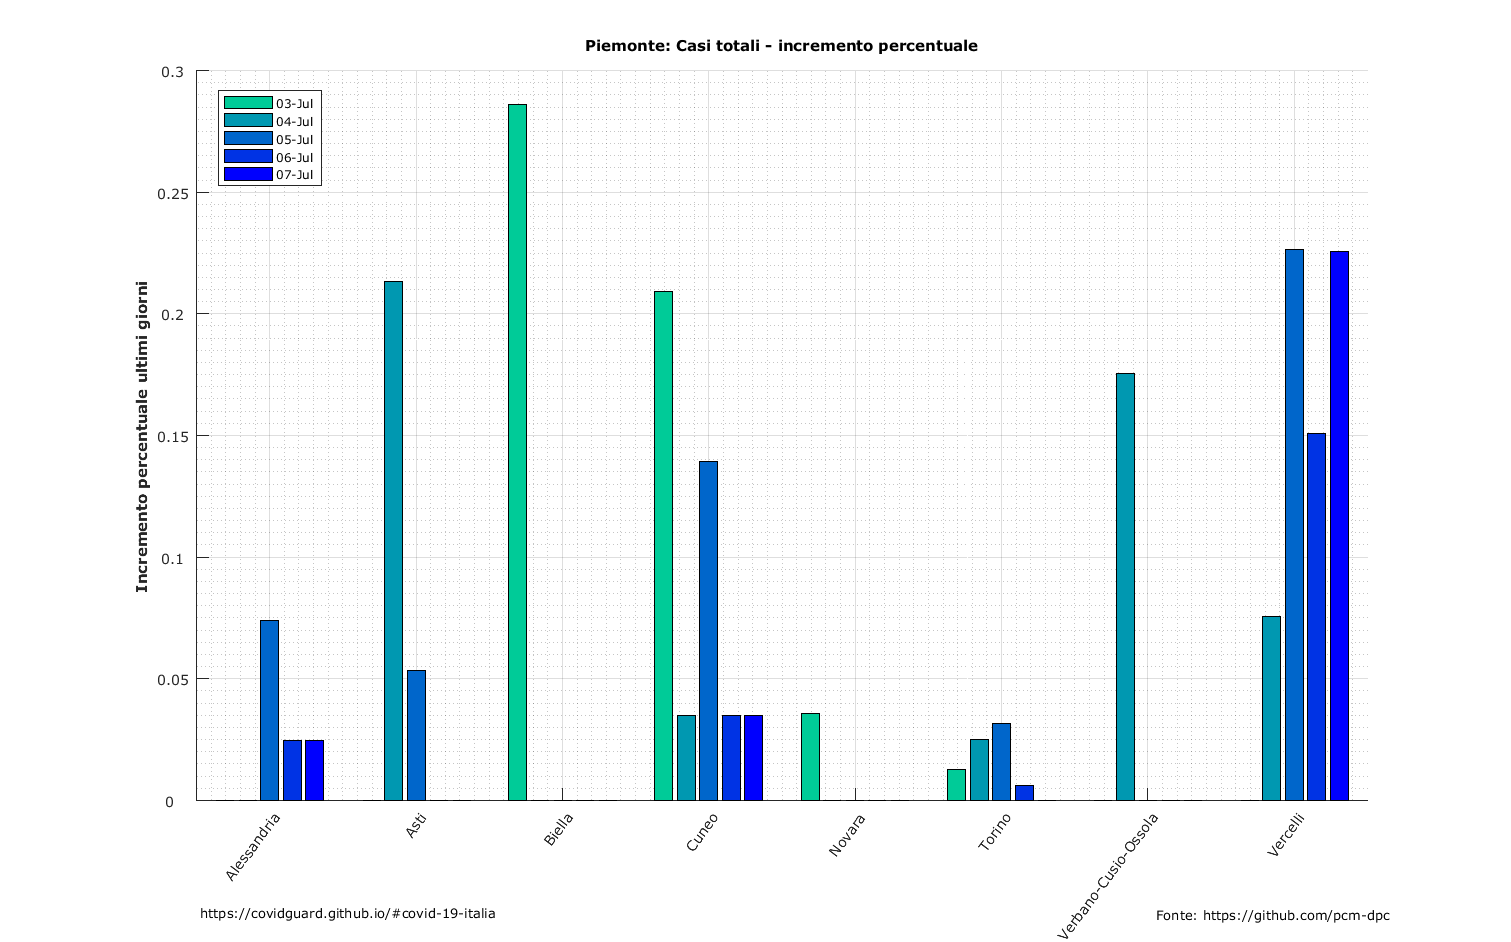 Piemonte: Casi totali - incremento percentuale
0.3
0.25
0.2
0.15
0.1
0.05
0
Incremento percentuale ultimi giorni
03-Jul
04-Jul
05-Jul
06-Jul
07-Jul
Alessandria
Asti
Biella
Cuneo
Novara
Torino
Verbano-Cusio-Ossola
Vercelli
https://covidguard.github.io/#covid-19-italia
Fonte: https://github.com/pcm-dpc